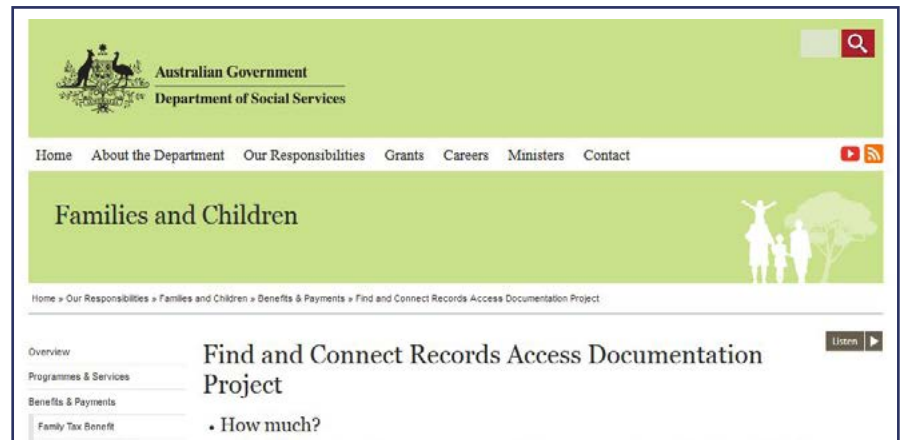 Australian Government
Department of Social Services
Home About the Department Our Responsibilities Grants Careers Ministers Contact
Families and Children
Home » Our Responsibilities » Families and Children » Benefits & Payments » Find and Connect Records Access Documentation Project
Listen
Overview
Programmes & Services
Benefits & Payments
Family Tax Benefit
Find and Connect Records Access Documentation
Project
• How much?